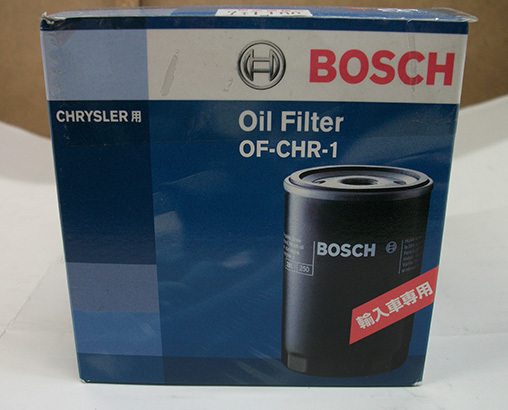 BOSCH
CHRYSLER用
Oil Filter
OF-CHR-1
BOSCH
250
輸入車専用